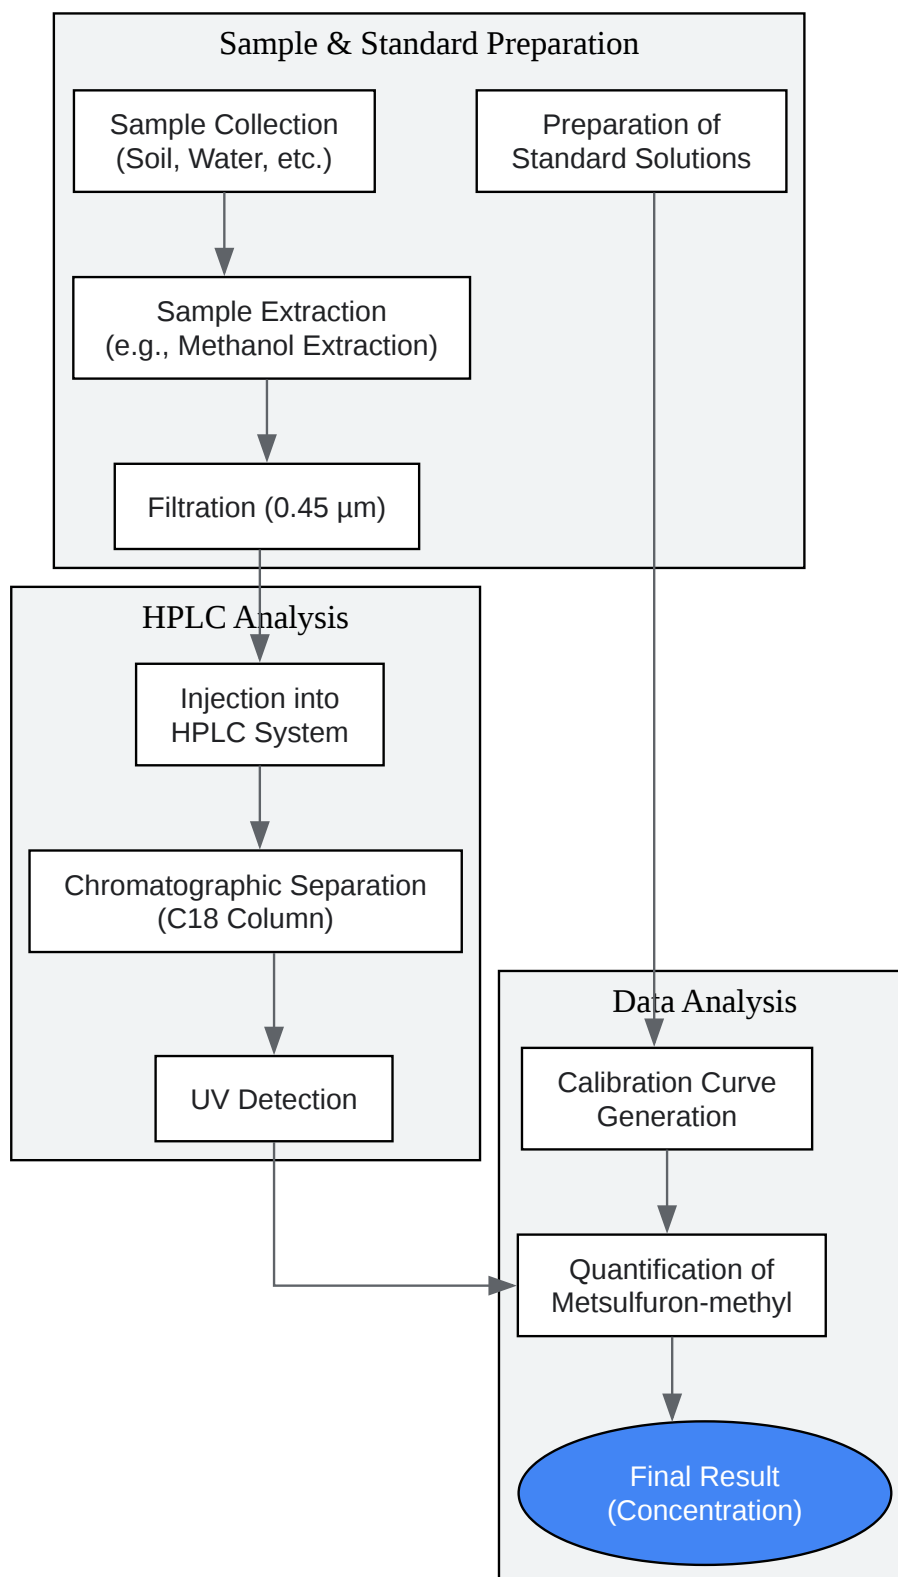 Sample & Standard Preparation
Sample Collection
(Soil, Water, etc.)
Preparation of
Standard Solutions
Sample Extraction
(e.g., Methanol Extraction)
Filtration (0.45 µm)
HPLC Analysis
Injection into
HPLC System
Chromatographic Separation
(C18 Column)
UV Detection
Data Analysis
Calibration Curve
Generation
Quantification of
Metsulfuron-methyl
Final Result
(Concentration)